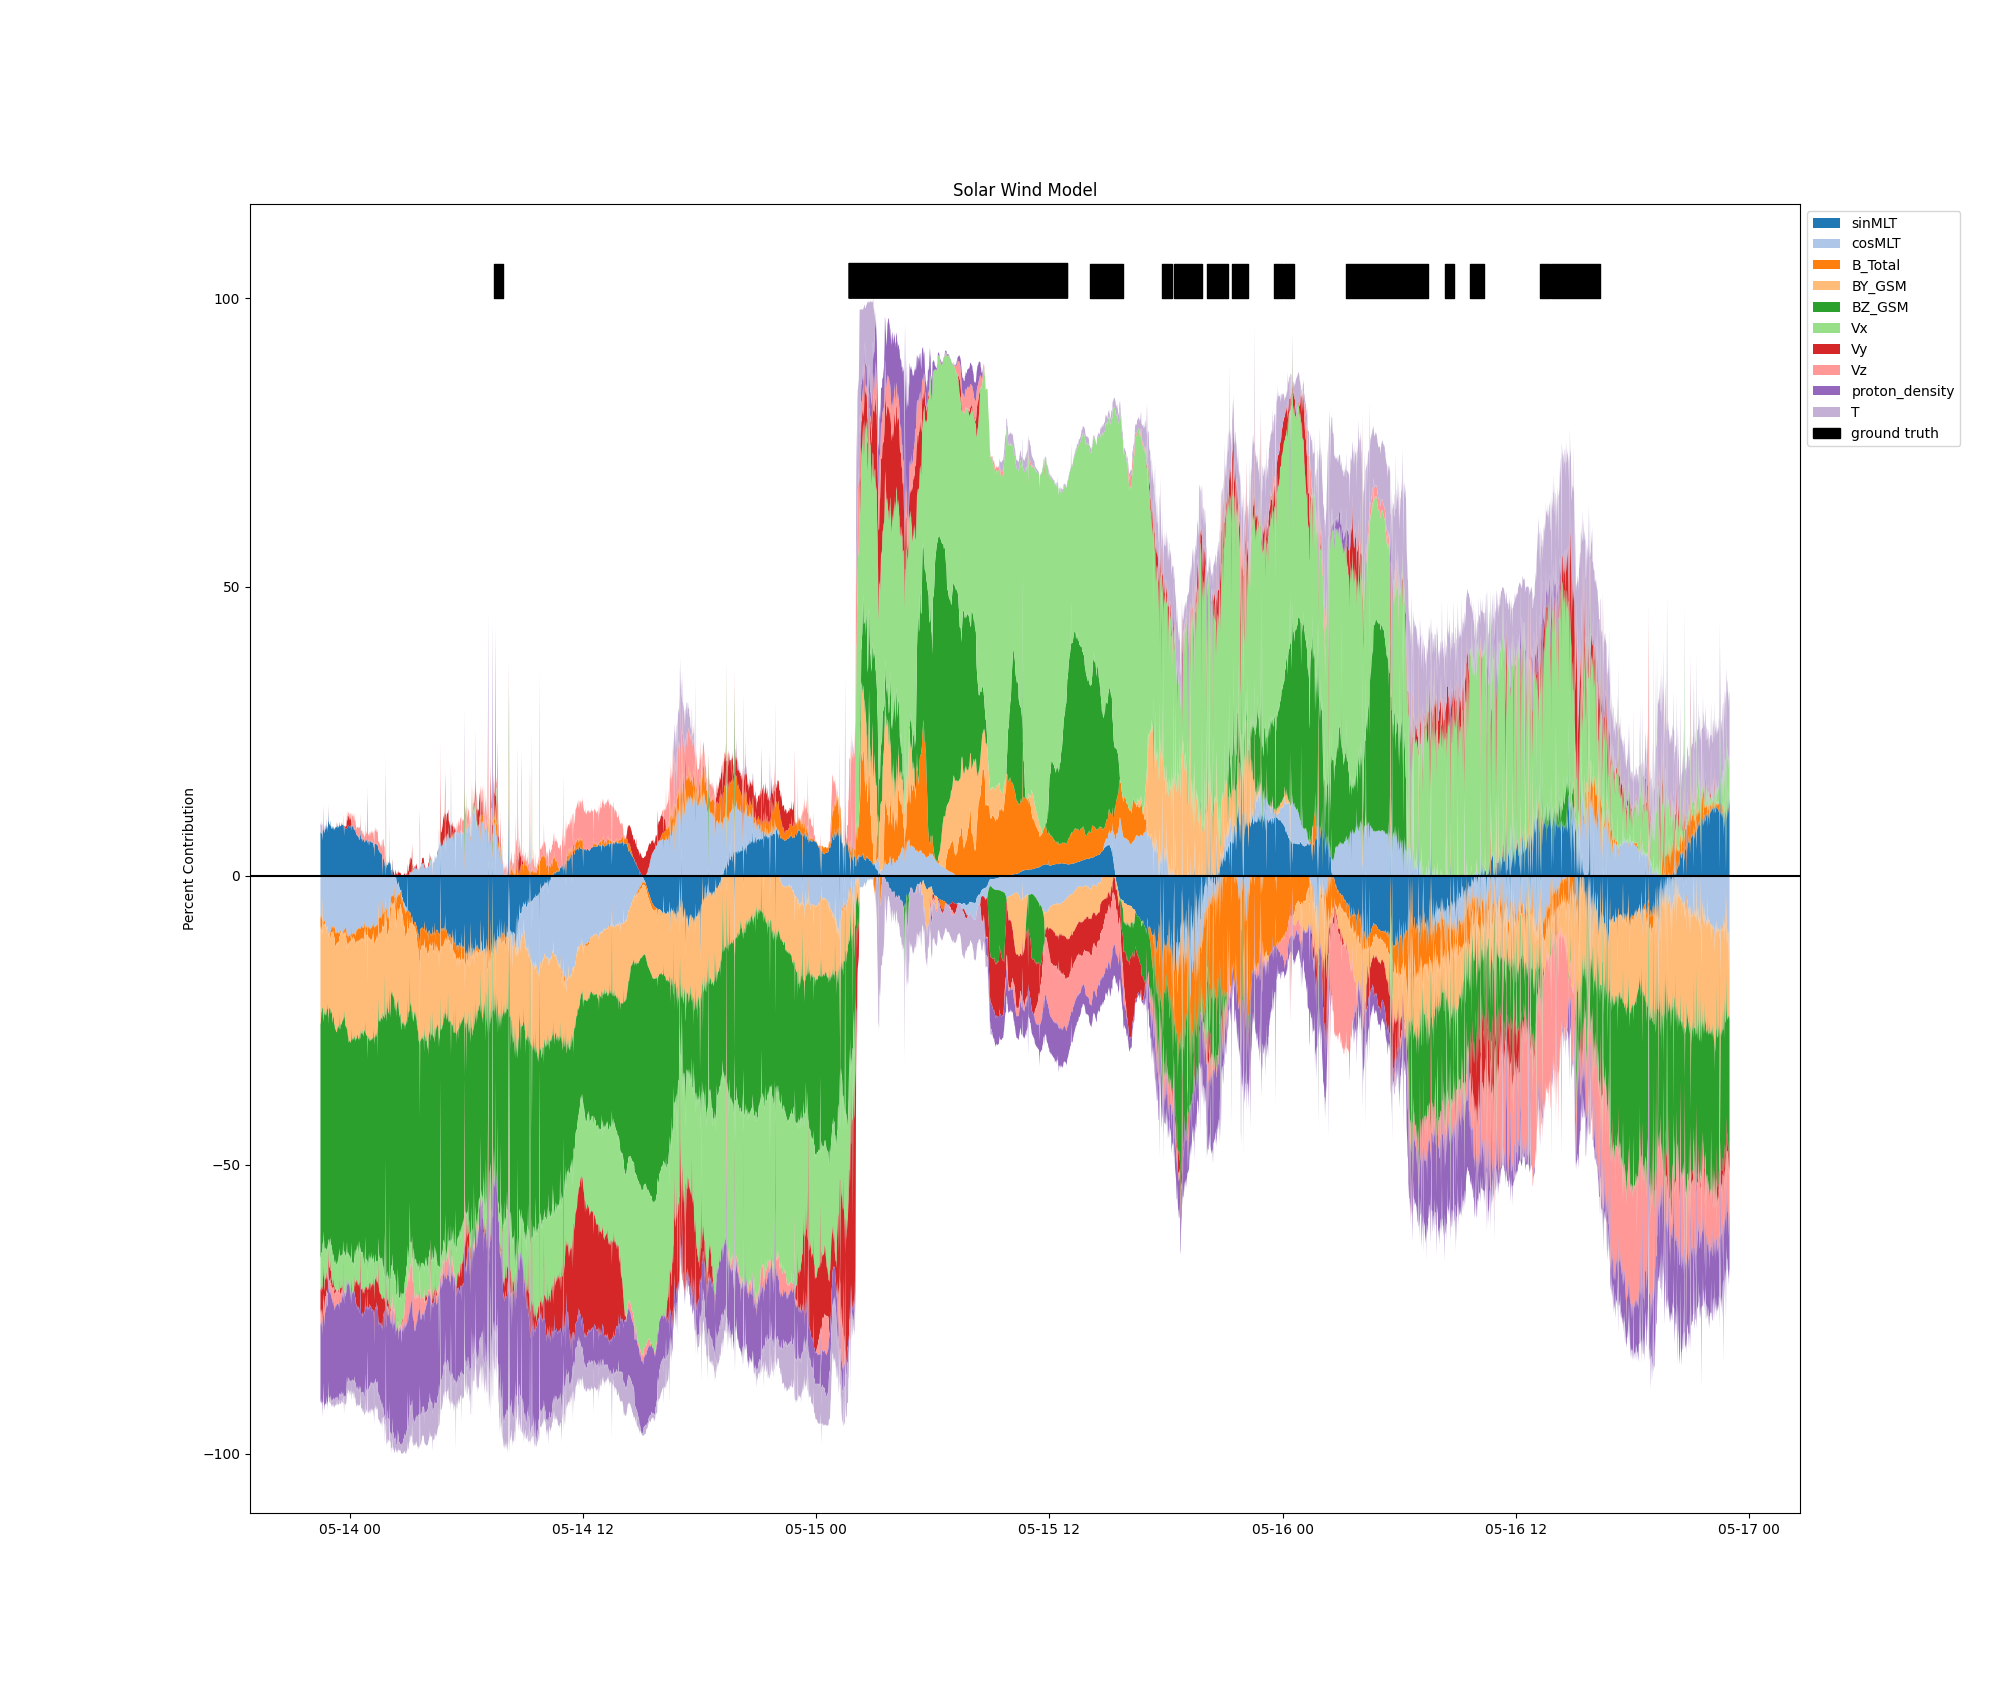 Solar Wind Model
sinMLT
cosMLT
B_Total
BY_GSM
BZ_GSM
Vx
Vy
Vz
proton_density
T
ground truth
Percent Contribution
100
50
0
−50
−100
05-14 00
05-14 12
05-15 00
05-15 12
05-16 00
05-16 12
05-17 00